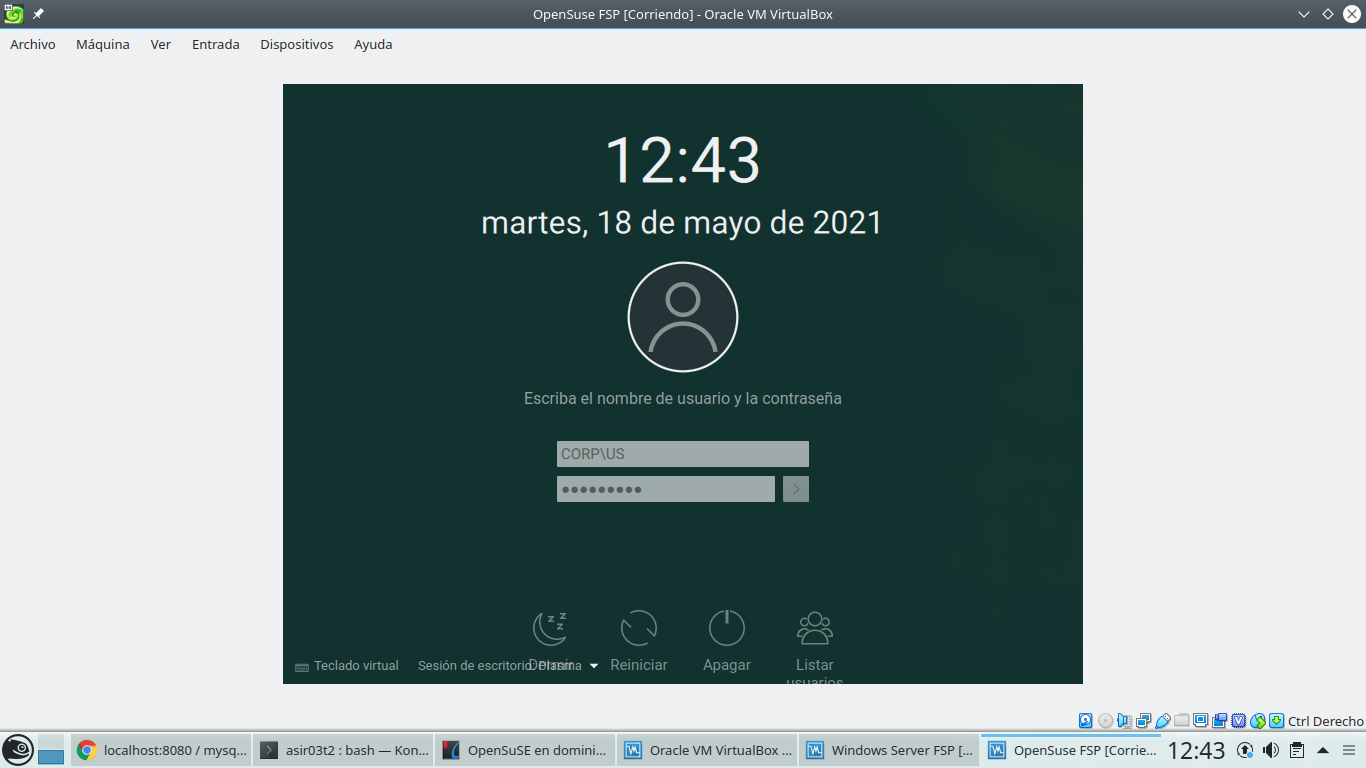 OpenSuse FSP [Corriendo] - Oracle VM VirtualBox
Archivo Máquina Ver Entrada Dispositivos Ayuda
12:43
martes, 18 de mayo de 2021
Escriba el nombre de usuario y la contraseña
CORP\US
Dormir Reiniciar Apagar Listar usuarios
Teclado virtual Sesión de escritorio: Plasma
Ctrl Derecho
localhost:8080 / mysq... asir03t2 : bash — Kon... OpenSuSE en domini... Oracle VM VirtualBox ... Windows Server FSP [... OpenSuse FSP [Corrie... 12:43